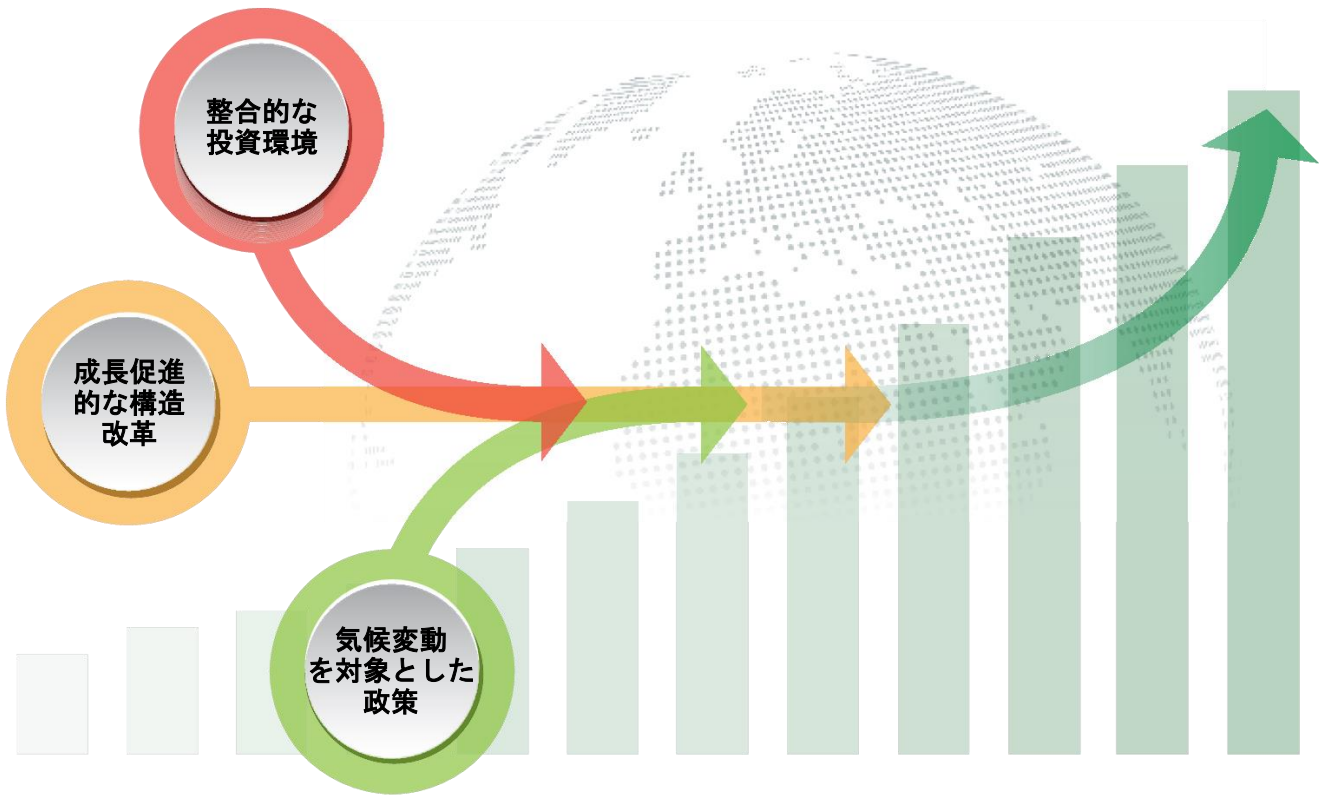 整合的な
投資環境
成長促進
的な構造
改革
気候変動
を対象とした
政策